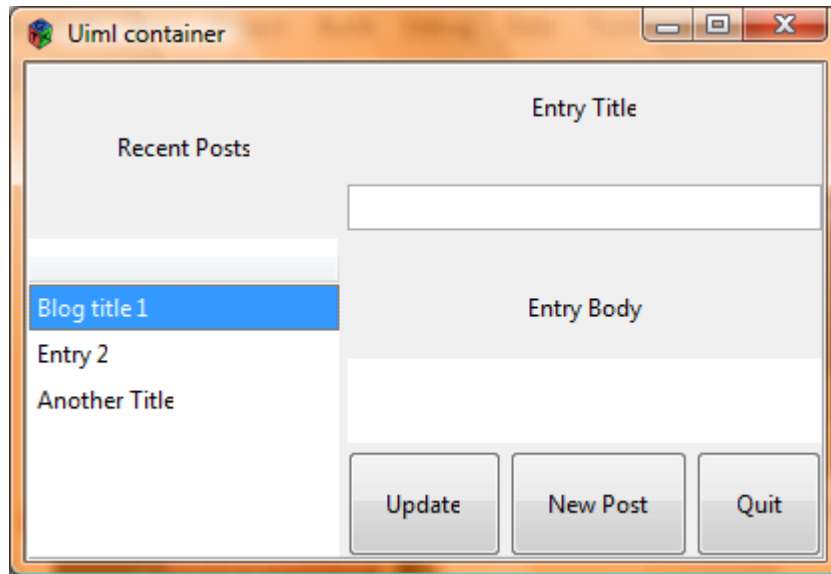 Uiml container
Recent Posts
Blog title 1
Entry 2
Another Title
Entry Title
Entry Body
Update
New Post
Quit